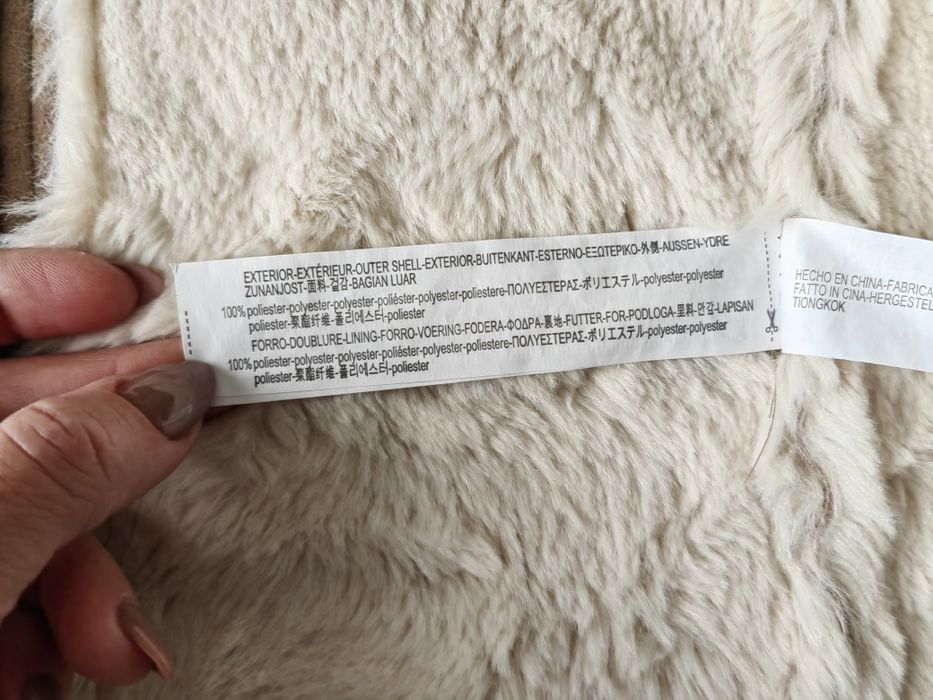 EXTERIOR-EXTÉRIEUR-OUTER SHELL-EXTERIOR-BUITENKANT-ESTERNO-ΕΞΩΤΕΡΙΚΟ-外側-AUSSEN-YDRE
ZUNANJOST-面料-겉감-BAGIAN LUAR
100% poliester-polyester-polyester-poliéster-polyester-poliestere-ΠΟΛΥΕΣΤΕΡΑΣ-ポリエステル-polyester-polyester
poliester-聚酯纤维-폴리에스터-poliester
FORRO-DOUBLURE-LINING-FORRO-VOERING-FODERA-ΦΟΔΡΑ-裏地-FUTTER-FOR-PODLOGA-里料-안감-LAPISAN
100% poliester-polyester-polyester-poliéster-polyester-poliestere-ΠΟΛΥΕΣΤΕΡΑΣ-ポリエステル-polyester-polyester
poliester-聚酯纤维-폴리에스터-poliester
HECHO EN CHINA-FABRICA
FATTO IN CINA-HERGESTEL
TIONGKOK